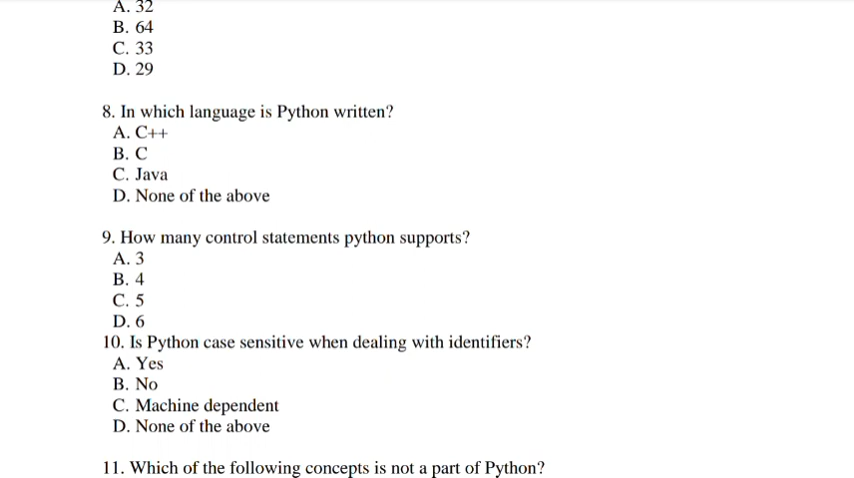 A. 32
B. 64
C. 33
D. 29
8. In which language is Python written?
A. C++
B. C
C. Java
D. None of the above
9. How many control statements python supports?
A. 3
B. 4
C. 5
D. 6
10. Is Python case sensitive when dealing with identifiers?
A. Yes
B. No
C. Machine dependent
D. None of the above
11. Which of the following concepts is not a part of Python?